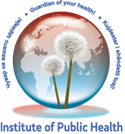 Чувар на вашето здравје!
Guardian of your health!
Kujdestar i shëndetit tuaj!
Institute of Public Health